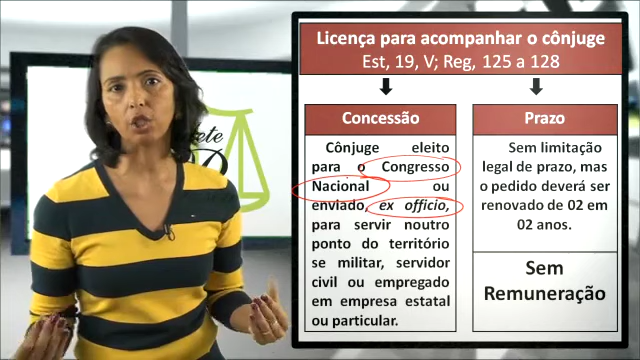 Licença para acompanhar o cônjuge
Est, 19, V; Reg, 125 a 128
Concessão
Cônjuge eleito
para o Congresso
Nacional ou
enviado, ex officio,
para servir noutro
ponto do território
se militar, servidor
civil ou empregado
em empresa estatal
ou particular.
Prazo
Sem limitação
legal de prazo, mas
o pedido deverá ser
renovado de 02 em
02 anos.
Sem
Remuneração